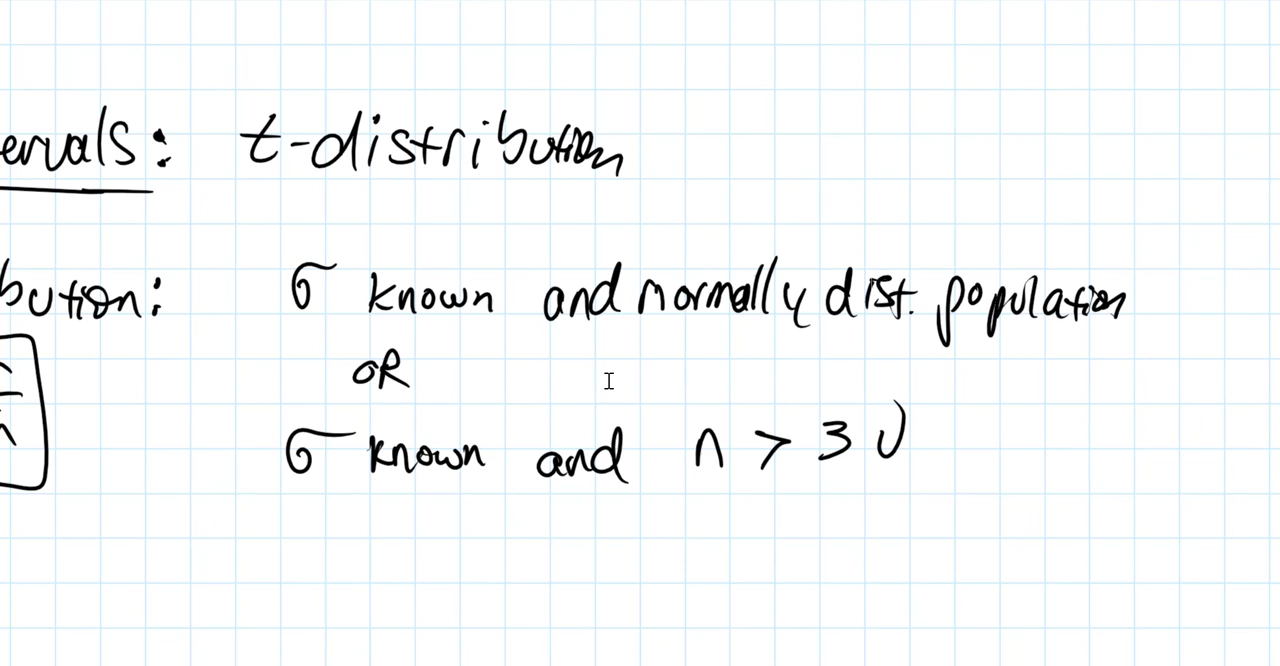 ervals: t-distribution
bution: σ known and normally dist. population
OR
σ known and n > 30